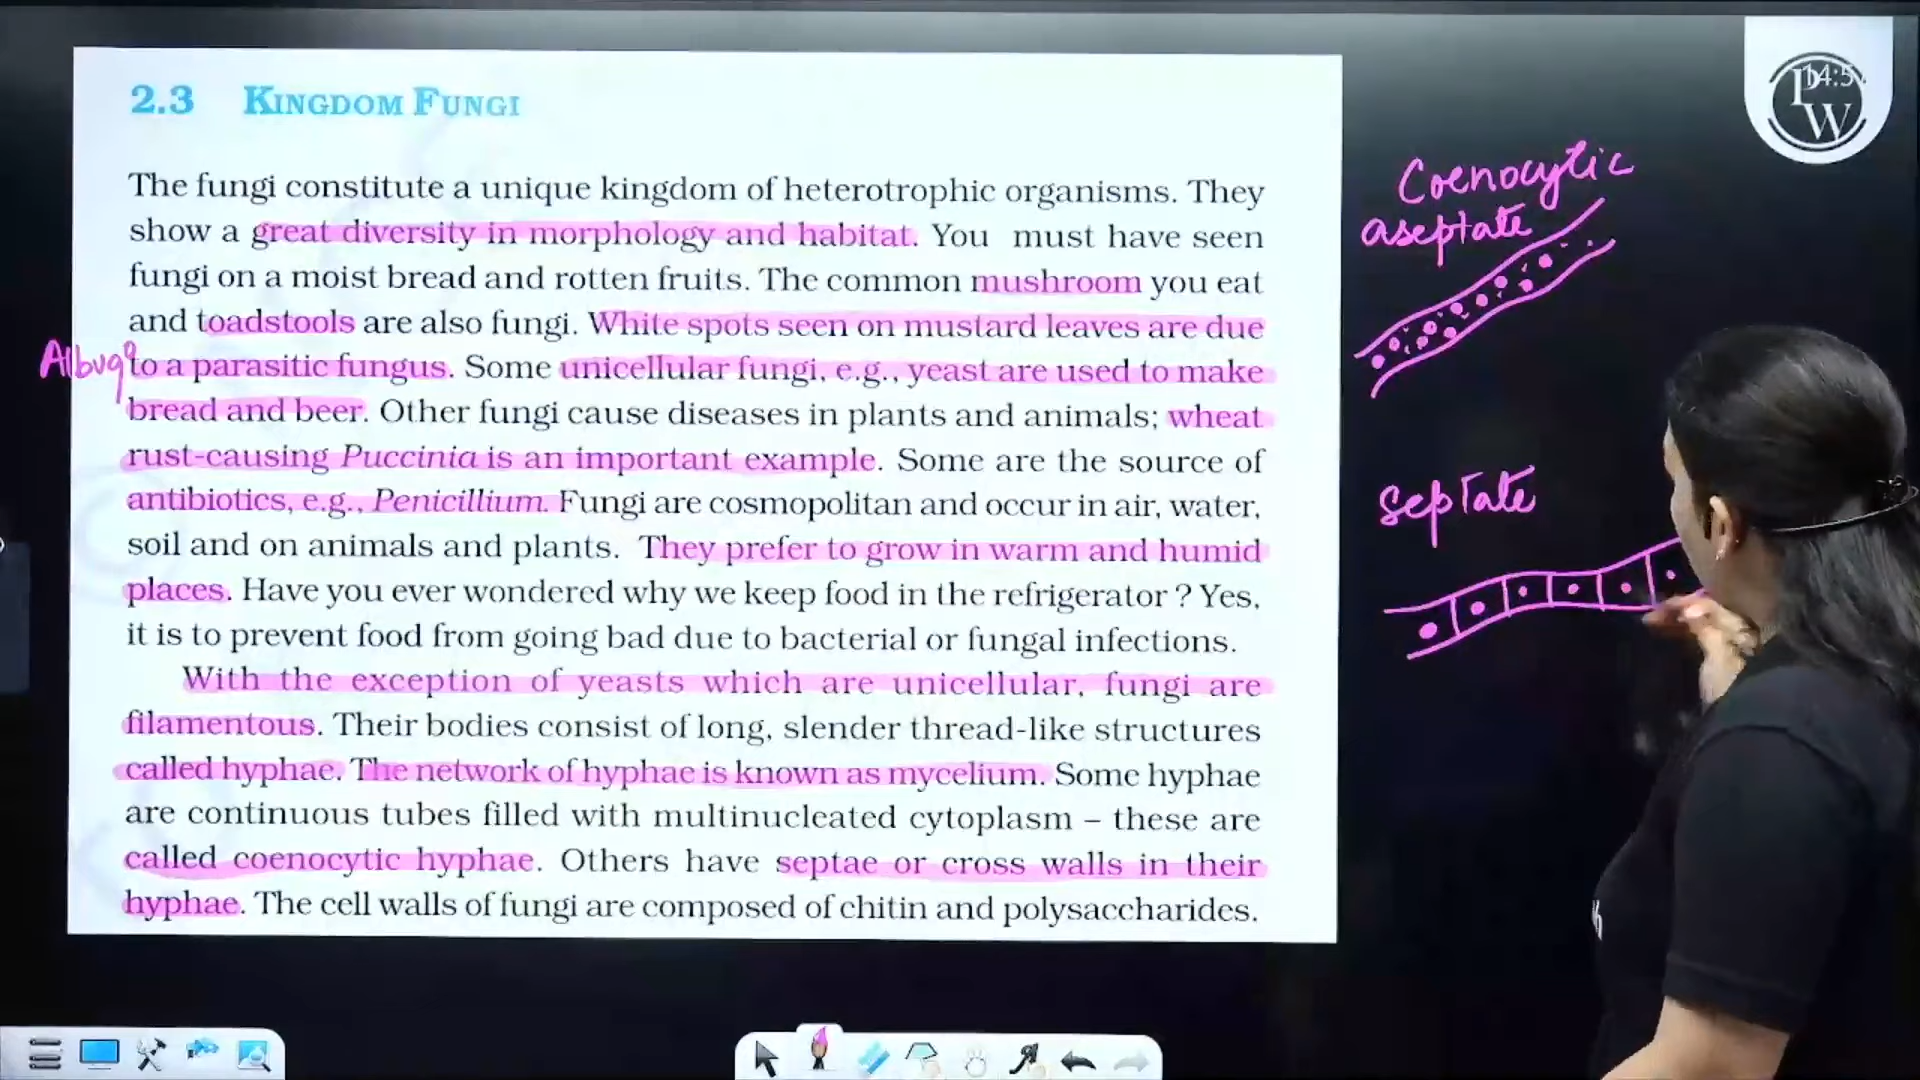 2.3 KINGDOM FUNGI
The fungi constitute a unique kingdom of heterotrophic organisms. They
show a great diversity in morphology and habitat. You must have seen
fungi on a moist bread and rotten fruits. The common mushroom you eat
and toadstools are also fungi. White spots seen on mustard leaves are due
Albugo
to a parasitic fungus. Some unicellular fungi, e.g., yeast are used to make
bread and beer. Other fungi cause diseases in plants and animals; wheat
rust-causing Puccinia is an important example. Some are the source of
antibiotics, e.g., Penicillium. Fungi are cosmopolitan and occur in air, water,
soil and on animals and plants. They prefer to grow in warm and humid
places. Have you ever wondered why we keep food in the refrigerator ? Yes,
it is to prevent food from going bad due to bacterial or fungal infections.
With the exception of yeasts which are unicellular, fungi are
filamentous. Their bodies consist of long, slender thread-like structures
called hyphae. The network of hyphae is known as mycelium. Some hyphae
are continuous tubes filled with multinucleated cytoplasm – these are
called coenocytic hyphae. Others have septae or cross walls in their
hyphae. The cell walls of fungi are composed of chitin and polysaccharides.
Coenocytic
aseptate
septate
PW
14:5